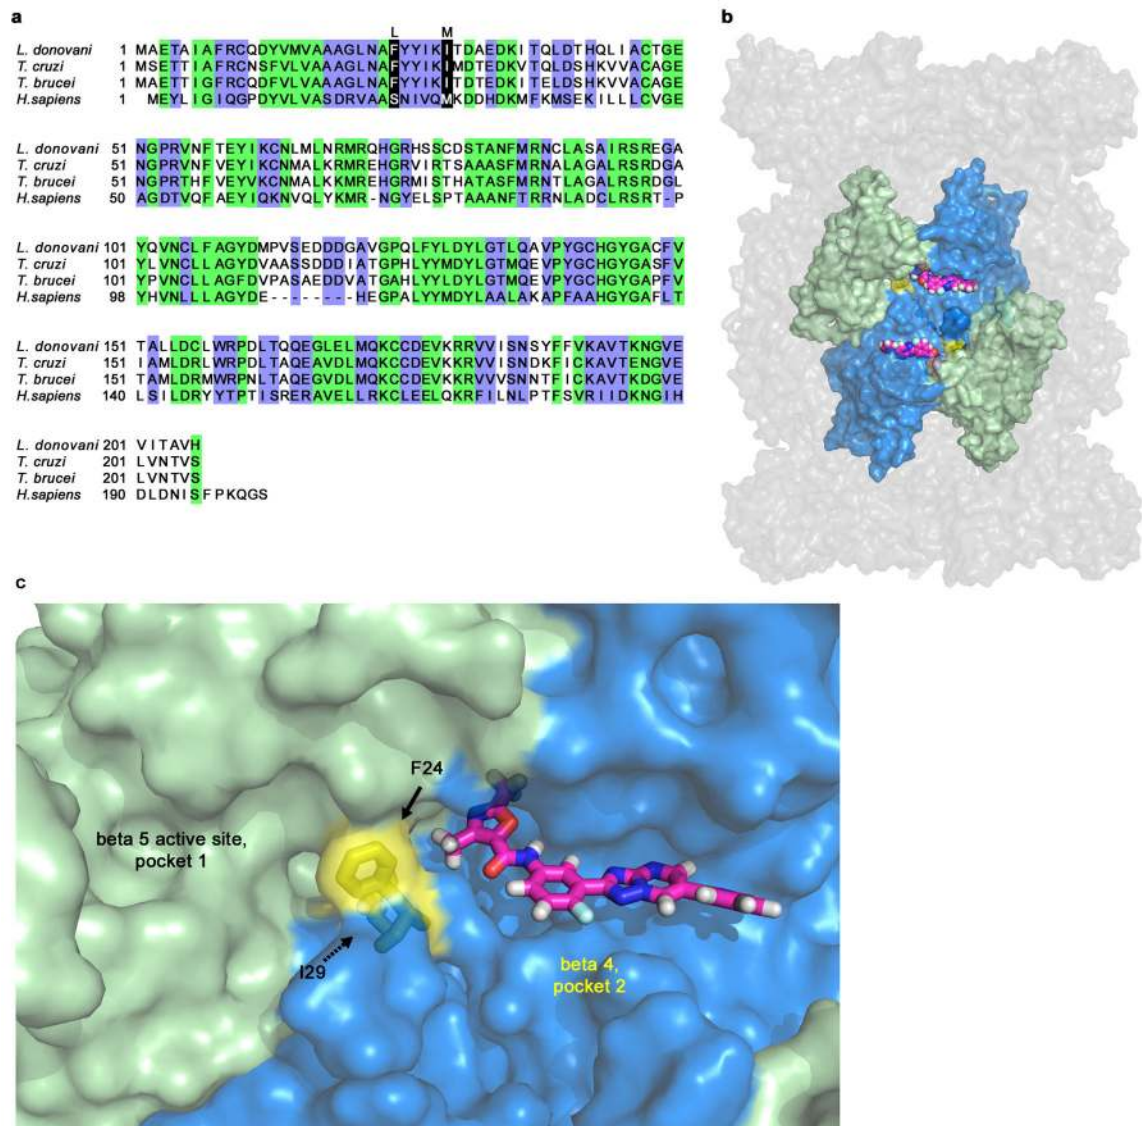 a
L M
L. donovani 1 MAETAIAFRCQDYVMVAAAGLNAFYYIKITDAEDKITQLDTHQLIACTGE
T. cruzi 1 MSETTIAFRCNSFVLVAAAGLNAFYYIKIMDTEDKVTQLDSHKVVACAGE
T. brucei 1 MAETTIGFRCQDYVLVAAAGLNAFYYIKITDTEDKITQLDSHKVVACAGE
H.sapiens 1 MEYLIGIQGPDYVLVASDRVAASNIVQMKDDHDKMFKMSEKILLLCVGE
L. donovani 51 NGPRVNFTEYIKCNLMLNRMRQHGRHSSCDSTANFMRNCLASAIRSREGA
T. cruzi 51 NGPRVNFVEYIKCNMALKRMREHGRVIRTSAAASFMRNALAGALRSRDGA
T. brucei 51 NGPRTHFVEYVKCNMALKKMREHGRMISTHATASFMRNTLAGALRSRDGL
H.sapiens 50 AGDTVQFAEYIQKNVQLYKMR-NGYELSPTAAANFTRRNLADCLRSRT-P
L. donovani 101 YQVNCLFAGYDMPVSEDDDGAVGPQLFYLDYLGTLQAVPYGCHGYGACFV
T. cruzi 101 YLVNCLLAGYDVAASSDDDIATGPHLYYMDYLGTMQEVPYGCHGYGASFV
T. brucei 101 YPVNCLLAGFDVPASAEDDVATGAHLYYLDYLGTMQEVPYGCHGYGAPFV
H.sapiens 98 YHVNLLLAGYDE-------HEGPALYYMDYLAALAKAPFAAHGYGAFLT
L. donovani 151 TALLDCLWRPDLTQQEGLELMQKCCDEVKRRVVISNSYFFVKAVTKNGVE
T. cruzi 151 IAMLDRLWRPDLTAQEAVDLMQKCCDEVKRRVVISNDKFICKAVTENGVE
T. brucei 151 TAMLDRMWRPNLTAQEGVDLMQKCCDEVKKRVVVSNNTFICKAVTKDGVE
H.sapiens 140 LSILDRYYTPTISRERAVELLRKCLEELQKRFILNLPTFSVRIIDKNGIH
L. donovani 201 VITAVH
T. cruzi 201 LVNTVS
T. brucei 201 LVNTVS
H.sapiens 190 DLDNISFPKQGS
b
c
F24
beta 5 active site,
pocket 1
I29
beta 4,
pocket 2